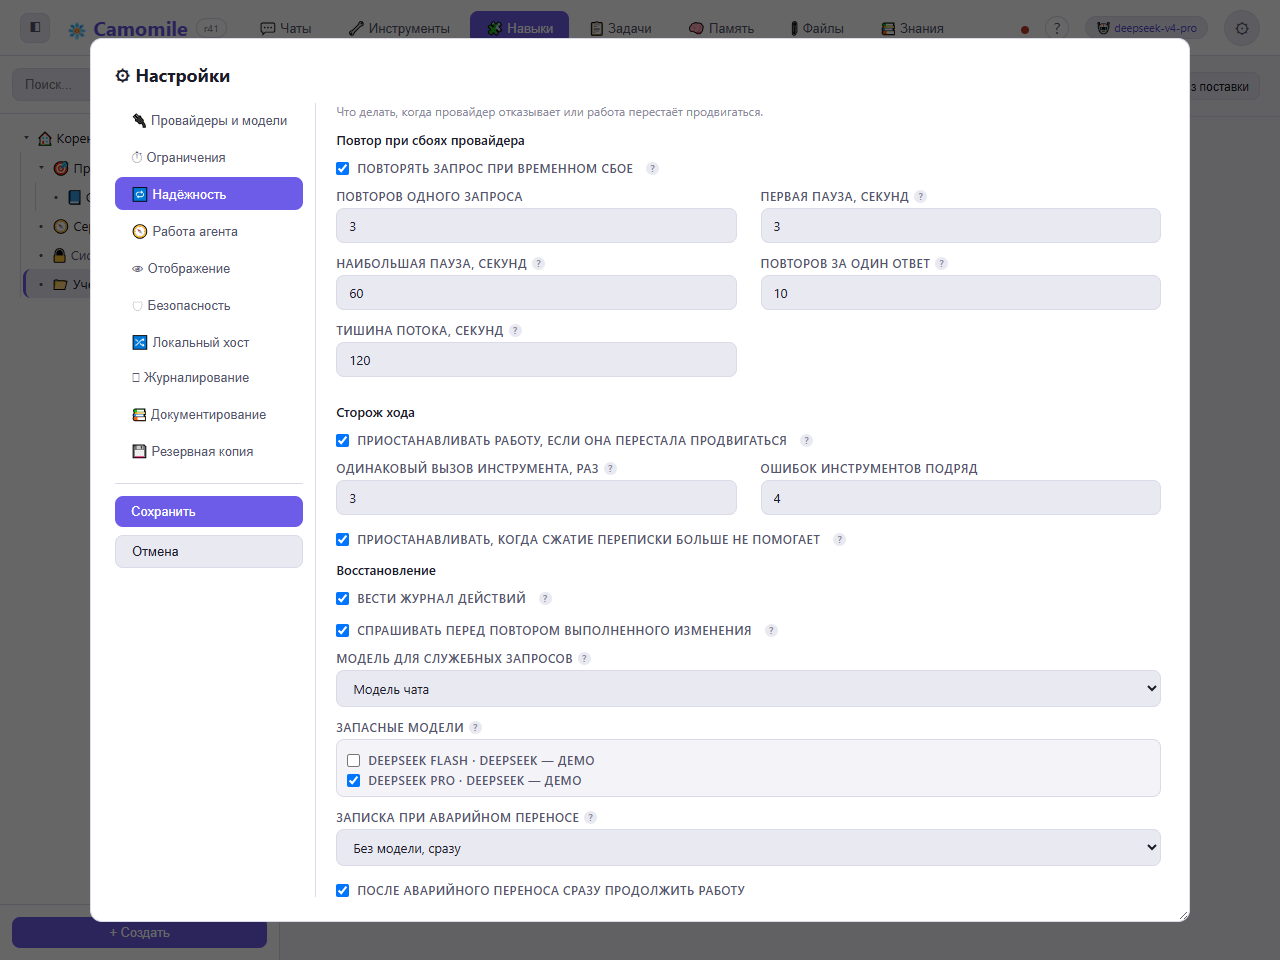 Camomile r41 Чаты Инструменты Навыки Задачи Память Файлы Знания ? deepseek-v4-pro
Поиск...
з поставки
Корен
Пр
Сер
Сис
Уче
+ Создать
Настройки
Провайдеры и модели
Ограничения
Надёжность
Работа агента
Отображение
Безопасность
Локальный хост
Журналирование
Документирование
Резервная копия
Сохранить
Отмена
Что делать, когда провайдер отказывает или работа перестаёт продвигаться.
Повтор при сбоях провайдера
ПОВТОРЯТЬ ЗАПРОС ПРИ ВРЕМЕННОМ СБОЕ ?
ПОВТОРОВ ОДНОГО ЗАПРОСА
3
ПЕРВАЯ ПАУЗА, СЕКУНД ?
3
НАИБОЛЬШАЯ ПАУЗА, СЕКУНД ?
60
ПОВТОРОВ ЗА ОДИН ОТВЕТ ?
10
ТИШИНА ПОТОКА, СЕКУНД ?
120
Сторож хода
ПРИОСТАНАВЛИВАТЬ РАБОТУ, ЕСЛИ ОНА ПЕРЕСТАЛА ПРОДВИГАТЬСЯ ?
ОДИНАКОВЫЙ ВЫЗОВ ИНСТРУМЕНТА, РАЗ ?
3
ОШИБОК ИНСТРУМЕНТОВ ПОДРЯД
4
ПРИОСТАНАВЛИВАТЬ, КОГДА СЖАТИЕ ПЕРЕПИСКИ БОЛЬШЕ НЕ ПОМОГАЕТ ?
Восстановление
ВЕСТИ ЖУРНАЛ ДЕЙСТВИЙ ?
СПРАШИВАТЬ ПЕРЕД ПОВТОРОМ ВЫПОЛНЕННОГО ИЗМЕНЕНИЯ ?
МОДЕЛЬ ДЛЯ СЛУЖЕБНЫХ ЗАПРОСОВ ?
Модель чата
ЗАПАСНЫЕ МОДЕЛИ ?
DEEPSEEK FLASH · DEEPSEEK — ДЕМО
DEEPSEEK PRO · DEEPSEEK — ДЕМО
ЗАПИСКА ПРИ АВАРИЙНОМ ПЕРЕНОСЕ ?
Без модели, сразу
ПОСЛЕ АВАРИЙНОГО ПЕРЕНОСА СРАЗУ ПРОДОЛЖИТЬ РАБОТУ